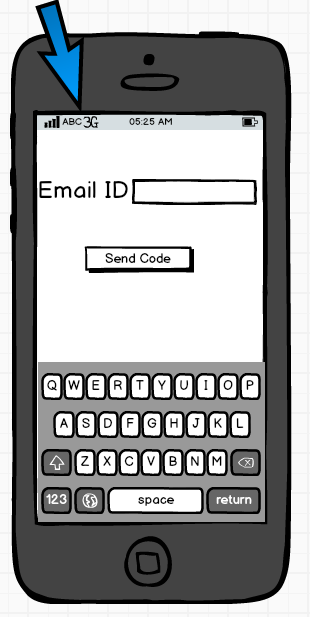 ABC 3G 05:25 AM
Email ID
Send Code
Q W E R T Y U I O P
A S D F G H J K L
Z X C V B N M
123 space return